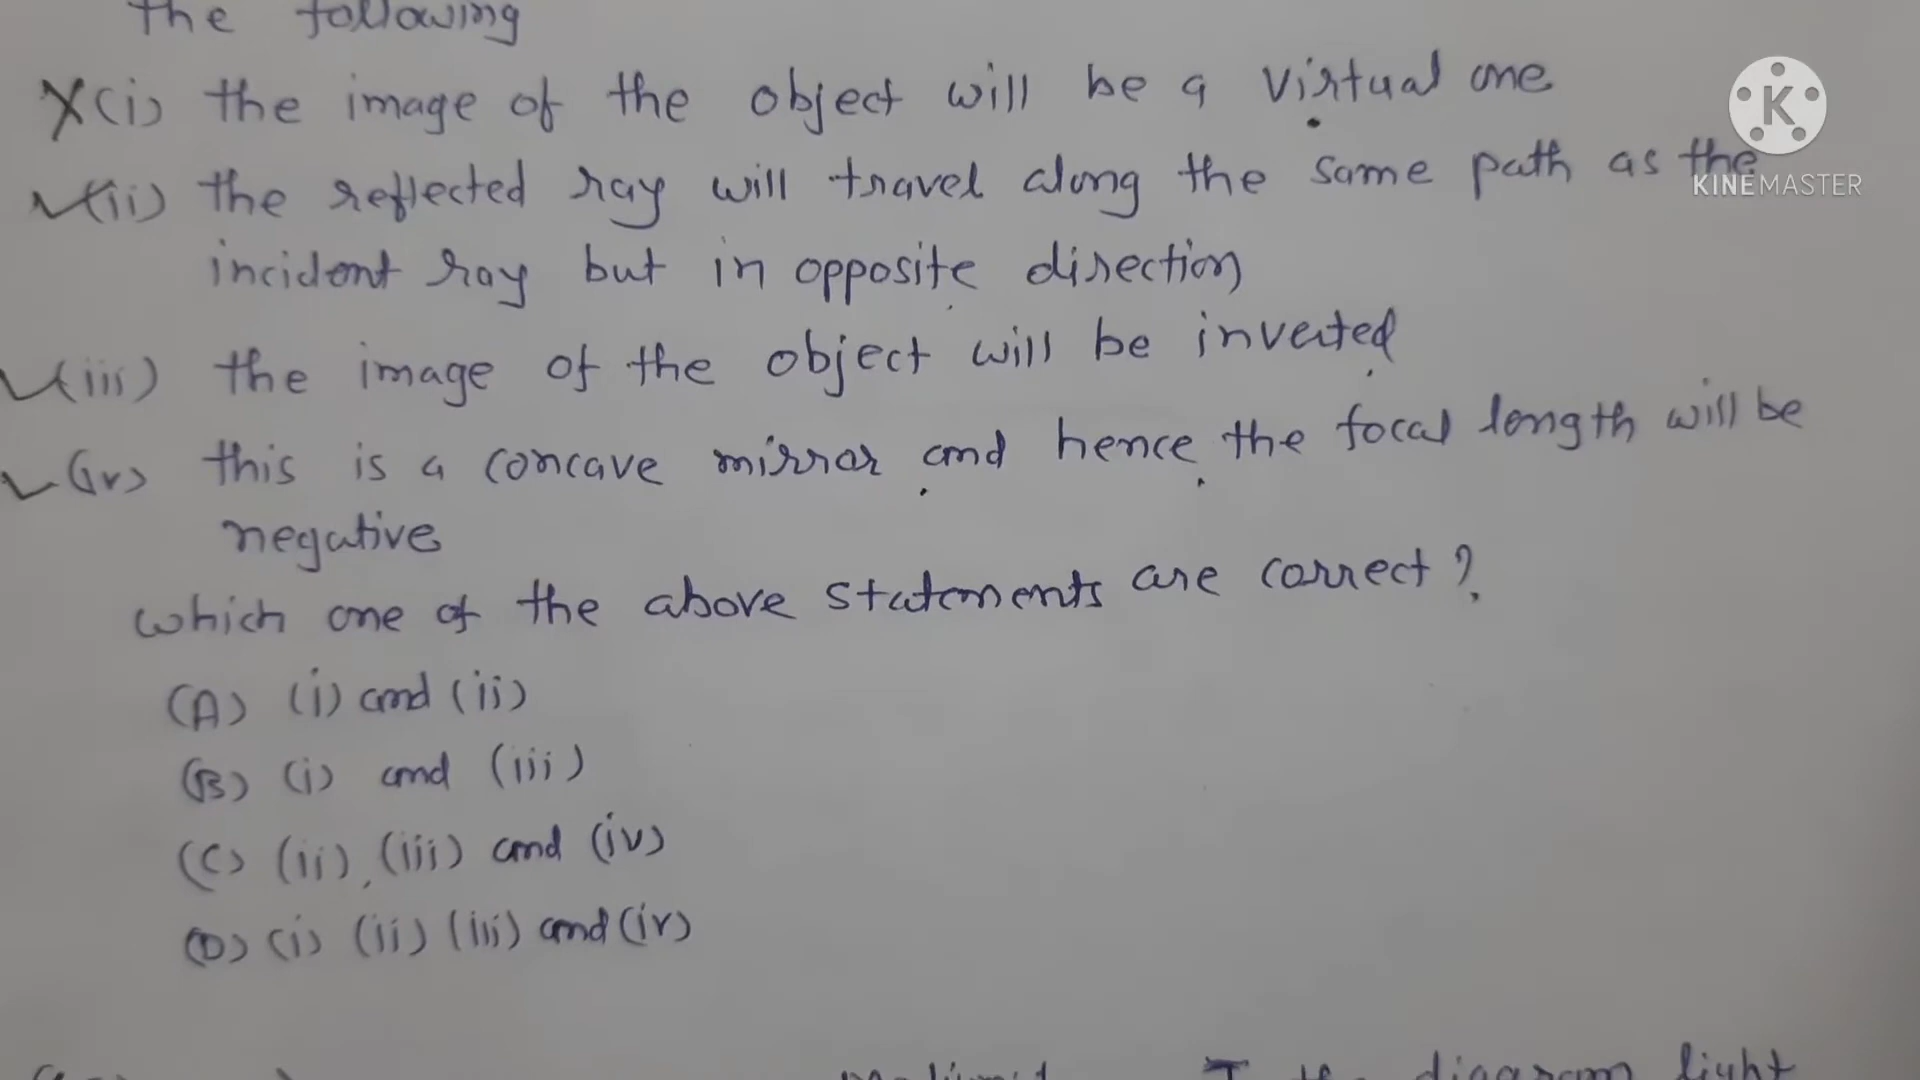 the following
X(i) the image of the object will be a virtual one
✓(ii) the reflected ray will travel along the same path as the
incident ray but in opposite direction
✓(iii) the image of the object will be inverted
✓(iv) this is a concave mirror and hence the focal length will be
negative
which one of the above statements are correct?
(A) (i) and (ii)
(B) (i) and (iii)
(C) (ii), (iii) and (iv)
(D) (i) (ii) (iii) and (iv)
diagram light
K
KINEMASTER